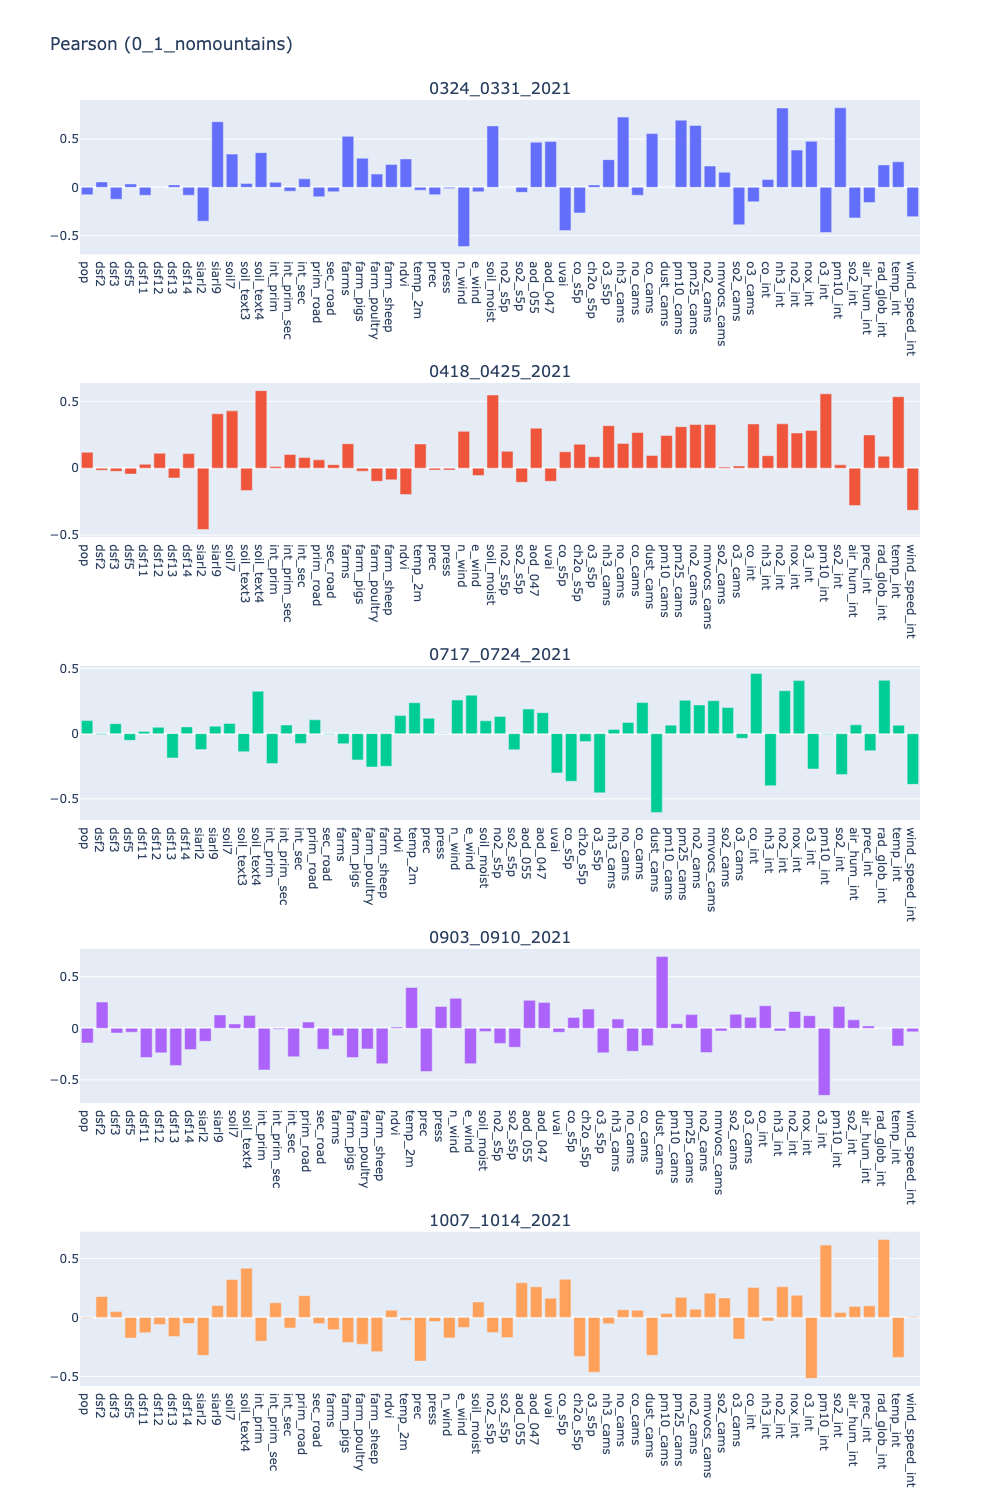 Pearson (0_1_nomountains)
0324_0331_2021
0.5
0
−0.5
pop
dsf2
dsf3
dsf5
dsf11
dsf12
dsf13
dsf14
siarl2
siarl9
soil7
soil_text3
soil_text4
int_prim
int_prim_sec
int_sec
prim_road
sec_road
farms
farm_pigs
farm_poultry
farm_sheep
ndvi
temp_2m
prec
press
n_wind
e_wind
soil_moist
no2_s5p
so2_s5p
aod_055
aod_047
uvai
co_s5p
ch2o_s5p
o3_s5p
nh3_cams
no_cams
co_cams
dust_cams
pm10_cams
pm25_cams
no2_cams
nmvocs_cams
so2_cams
o3_cams
co_int
nh3_int
no2_int
nox_int
o3_int
pm10_int
so2_int
air_hum_int
rad_glob_int
temp_int
wind_speed_int
0418_0425_2021
0.5
0
−0.5
pop
dsf2
dsf3
dsf5
dsf11
dsf12
dsf13
dsf14
siarl2
siarl9
soil7
soil_text3
soil_text4
int_prim
int_prim_sec
int_sec
prim_road
sec_road
farms
farm_pigs
farm_poultry
farm_sheep
ndvi
temp_2m
prec
press
n_wind
e_wind
soil_moist
no2_s5p
so2_s5p
aod_047
uvai
co_s5p
ch2o_s5p
o3_s5p
nh3_cams
no_cams
co_cams
dust_cams
pm10_cams
pm25_cams
no2_cams
nmvocs_cams
so2_cams
o3_cams
co_int
nh3_int
no2_int
nox_int
o3_int
pm10_int
so2_int
air_hum_int
prec_int
rad_glob_int
temp_int
wind_speed_int
0717_0724_2021
0.5
0
−0.5
pop
dsf2
dsf3
dsf5
dsf11
dsf12
dsf13
dsf14
siarl2
siarl9
soil7
soil_text3
soil_text4
int_prim
int_prim_sec
int_sec
prim_road
sec_road
farms
farm_pigs
farm_poultry
farm_sheep
ndvi
temp_2m
prec
press
n_wind
e_wind
soil_moist
no2_s5p
so2_s5p
aod_055
aod_047
uvai
co_s5p
ch2o_s5p
o3_s5p
nh3_cams
no_cams
co_cams
dust_cams
pm10_cams
pm25_cams
no2_cams
nmvocs_cams
so2_cams
o3_cams
co_int
nh3_int
no2_int
nox_int
o3_int
pm10_int
so2_int
air_hum_int
prec_int
rad_glob_int
temp_int
wind_speed_int
0903_0910_2021
0.5
0
−0.5
pop
dsf2
dsf3
dsf5
dsf11
dsf12
dsf13
dsf14
siarl2
siarl9
soil7
soil_text4
int_prim
int_prim_sec
int_sec
prim_road
sec_road
farms
farm_pigs
farm_poultry
farm_sheep
ndvi
temp_2m
prec
press
n_wind
e_wind
soil_moist
no2_s5p
so2_s5p
aod_055
aod_047
uvai
co_s5p
ch2o_s5p
o3_s5p
nh3_cams
no_cams
co_cams
dust_cams
pm10_cams
pm25_cams
no2_cams
nmvocs_cams
so2_cams
o3_cams
co_int
nh3_int
no2_int
nox_int
o3_int
pm10_int
so2_int
air_hum_int
rad_glob_int
temp_int
wind_speed_int
1007_1014_2021
0.5
0
−0.5
pop
dsf2
dsf3
dsf5
dsf11
dsf12
dsf13
dsf14
siarl2
siarl9
soil7
soil_text4
int_prim
int_prim_sec
int_sec
prim_road
sec_road
farms
farm_pigs
farm_poultry
farm_sheep
ndvi
temp_2m
prec
press
n_wind
e_wind
soil_moist
no2_s5p
so2_s5p
aod_055
aod_047
uvai
co_s5p
ch2o_s5p
o3_s5p
nh3_cams
no_cams
co_cams
dust_cams
pm10_cams
pm25_cams
no2_cams
nmvocs_cams
so2_cams
o3_cams
co_int
nh3_int
no2_int
nox_int
o3_int
pm10_int
so2_int
air_hum_int
prec_int
rad_glob_int
temp_int
wind_speed_int